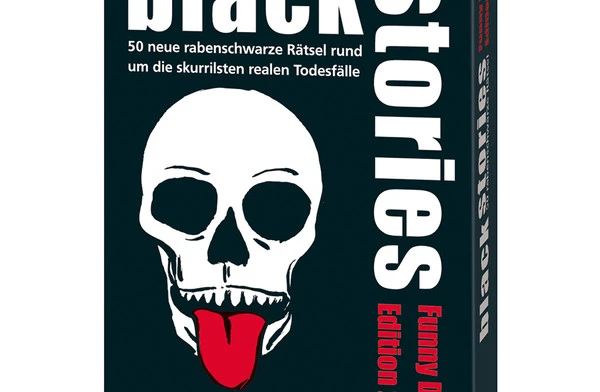 black
stories
50 neue rabenschwarze Rätsel rund
um die skurrilsten realen Todesfälle
Funny
Edition
black stories